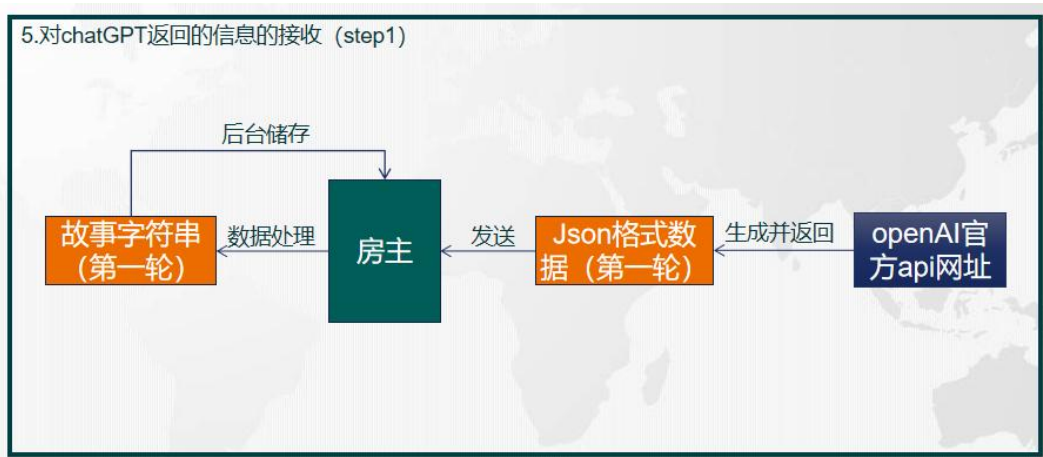 5.对chatGPT返回的信息的接收（step1）
后台储存
故事字符串
（第一轮）
数据处理
房主
发送
Json格式数
据（第一轮）
生成并返回
openAI官
方api网址